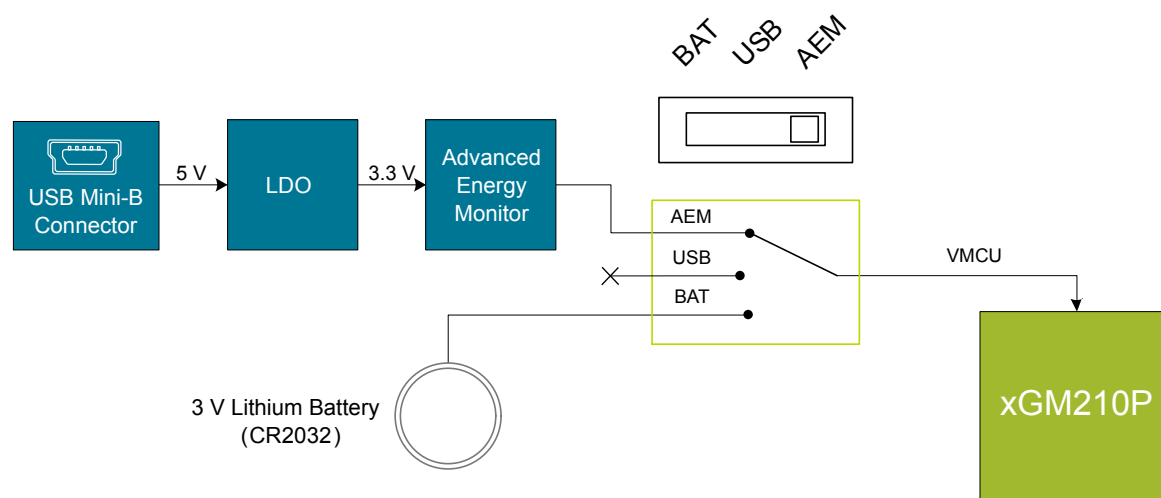 BAT
USB
AEM
USB Mini-B
Connector
5 V
LDO
3.3 V
Advanced
Energy
Monitor
AEM
USB
BAT
VMCU
3 V Lithium Battery
(CR2032)
xGM210P